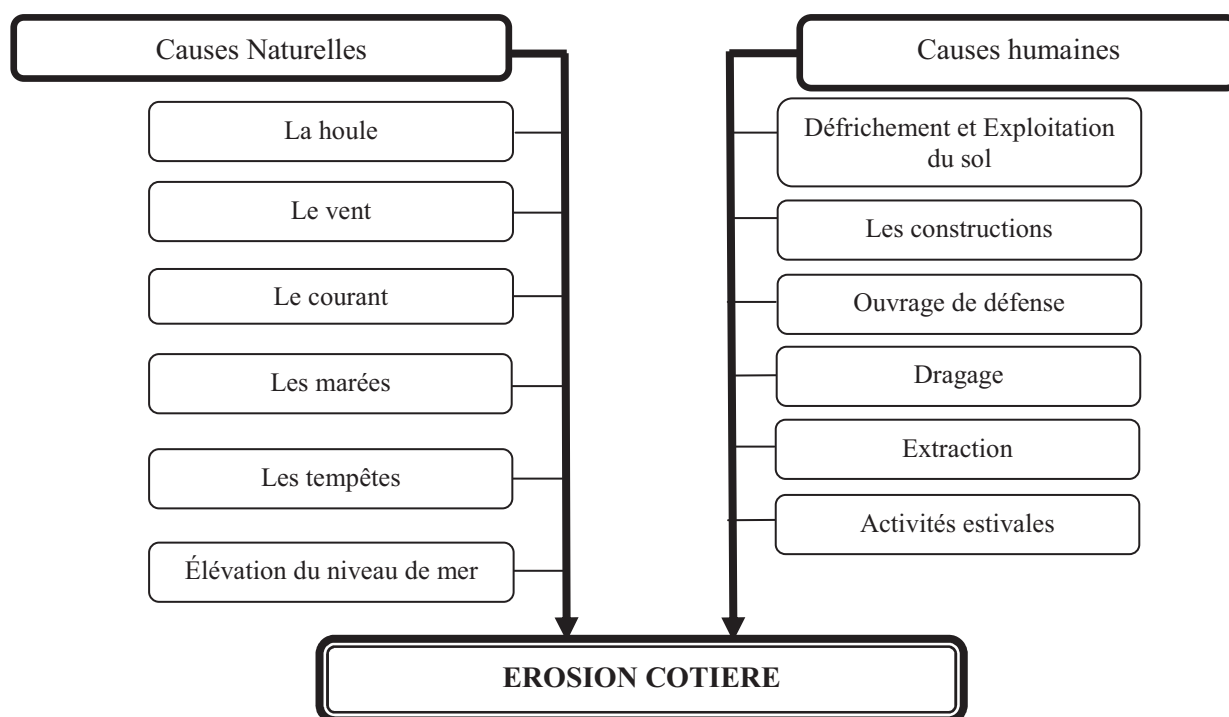 Causes Naturelles
La houle
Le vent
Le courant
Les marées
Les tempêtes
Élévation du niveau de mer
Causes humaines
Défrichement et Exploitation
du sol
Les constructions
Ouvrage de défense
Dragage
Extraction
Activités estivales
EROSION COTIERE